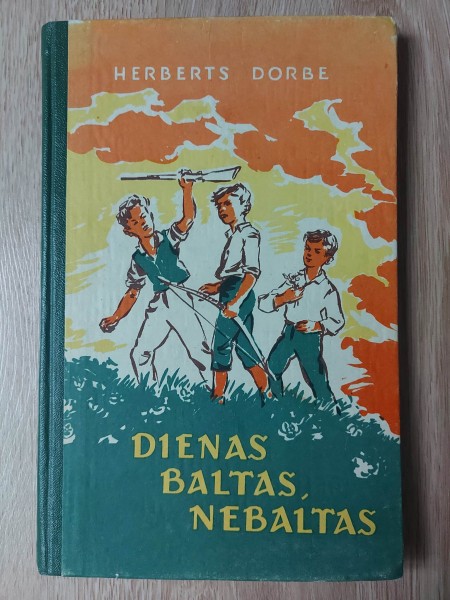 HERBERTS DORBE
DIENAS
BALTAS,
NEBALTAS